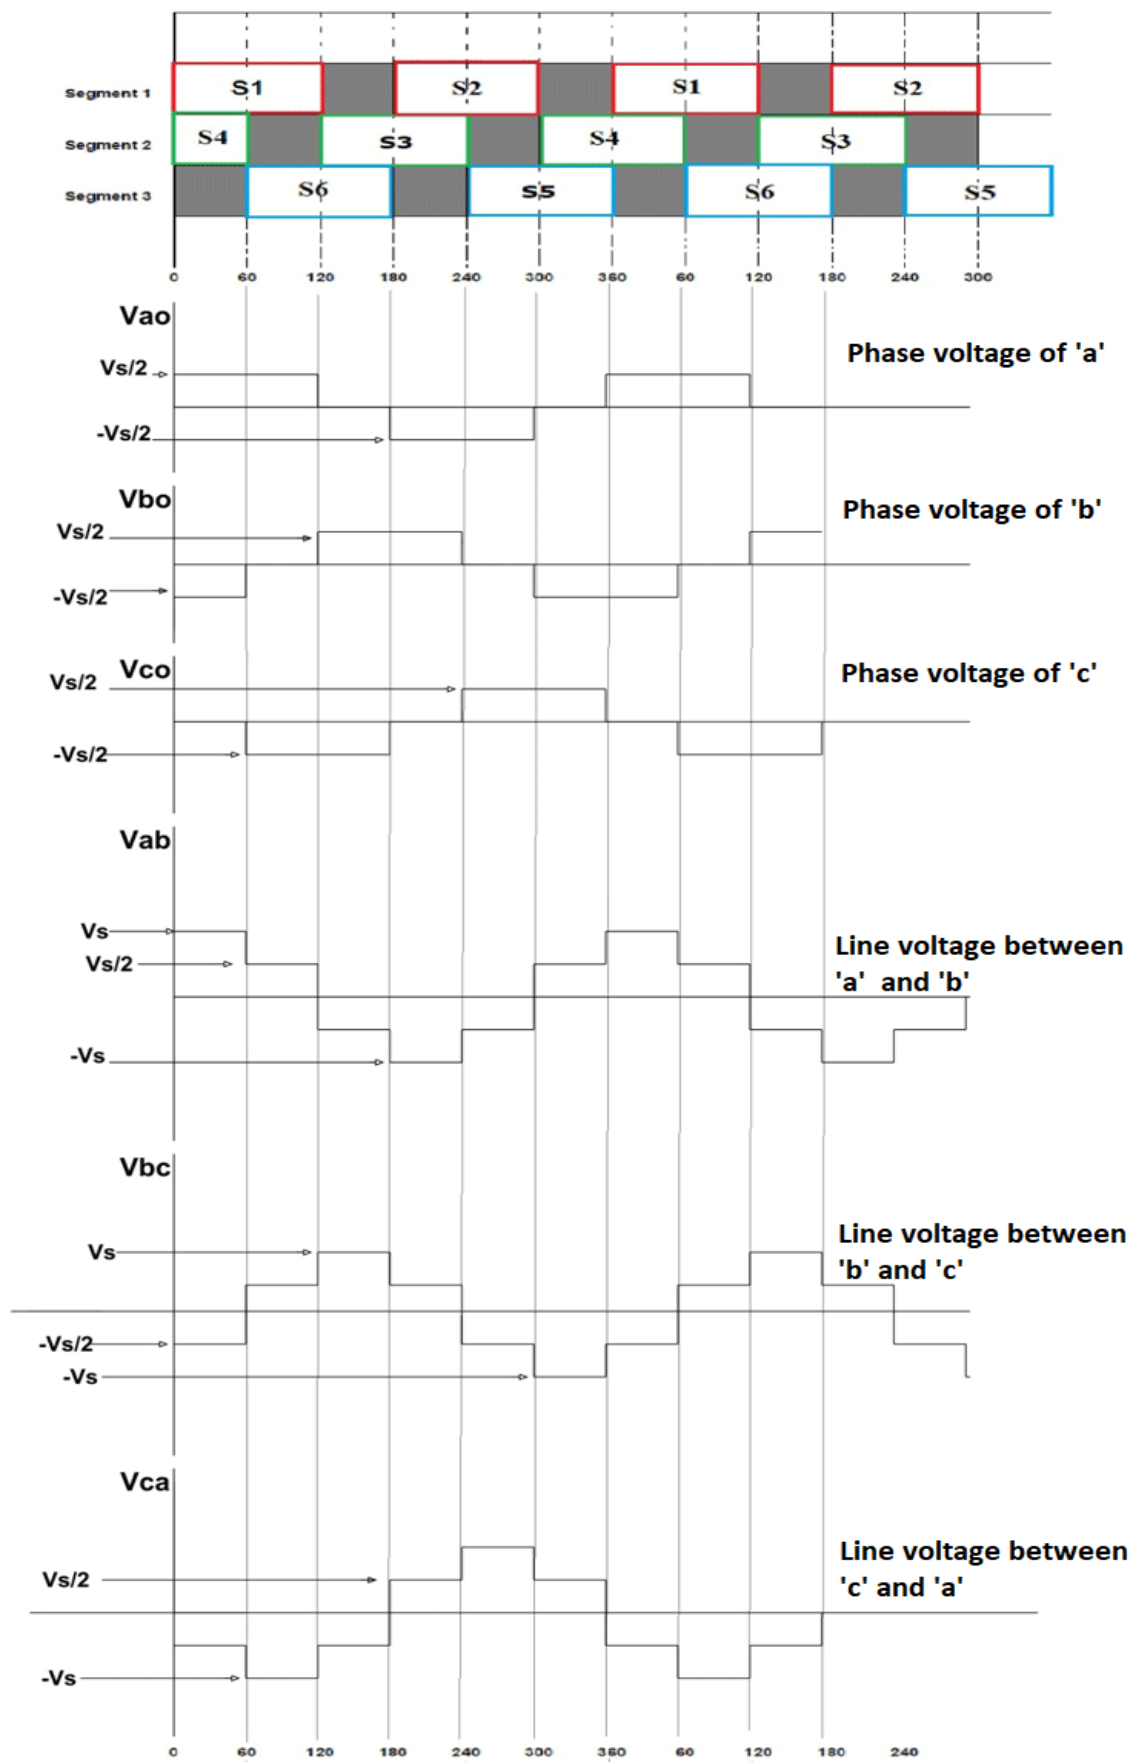 Segment 1 S1 S2 S1 S2
Segment 2 S4 S3 S4 S3
Segment 3 S6 S5 S6 S5
0 60 120 180 240 300 360 60 120 180 240 300
Vao
Phase voltage of 'a'
Vs/2
-Vs/2
Vbo
Phase voltage of 'b'
Vs/2
-Vs/2
Vco
Phase voltage of 'c'
Vs/2
-Vs/2
Vab
Vs
Line voltage between
'a' and 'b'
Vs/2
-Vs
Vbc
Line voltage between
'b' and 'c'
Vs
-Vs/2
-Vs
Vca
Line voltage between
'c' and 'a'
Vs/2
-Vs
0 60 120 180 240 300 360 60 120 180 240